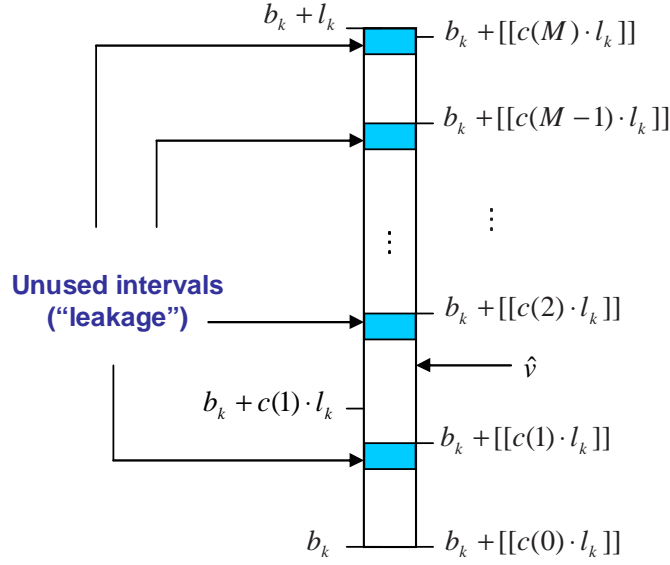 b_k + l_k
b_k + [[c(M) · l_k]]
b_k + [[c(M − 1) · l_k]]
⋮
⋮
Unused intervals
(“leakage”)
b_k + [[c(2) · l_k]]
v̂
b_k + c(1) · l_k
b_k + [[c(1) · l_k]]
b_k
b_k + [[c(0) · l_k]]